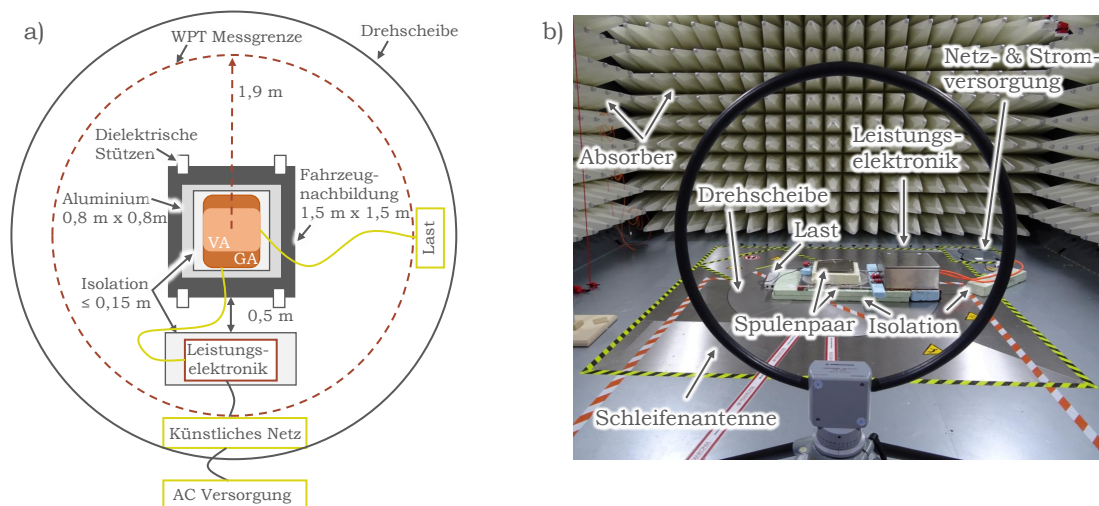 a)
WPT Messgrenze
Drehscheibe
1,9 m
Dielektrische
Stützen
Aluminium
0,8 m x 0,8m
Fahrzeug-
nachbildung
1,5 m x 1,5 m
VA
GA
Last
Isolation
≤ 0,15 m
0,5 m
Leistungs-
elektronik
Künstliches Netz
AC Versorgung
b)
Netz- & Strom-
versorgung
Leistungs-
elektronik
Absorber
Drehscheibe
Last
Spulenpaar
Isolation
Schleifenantenne